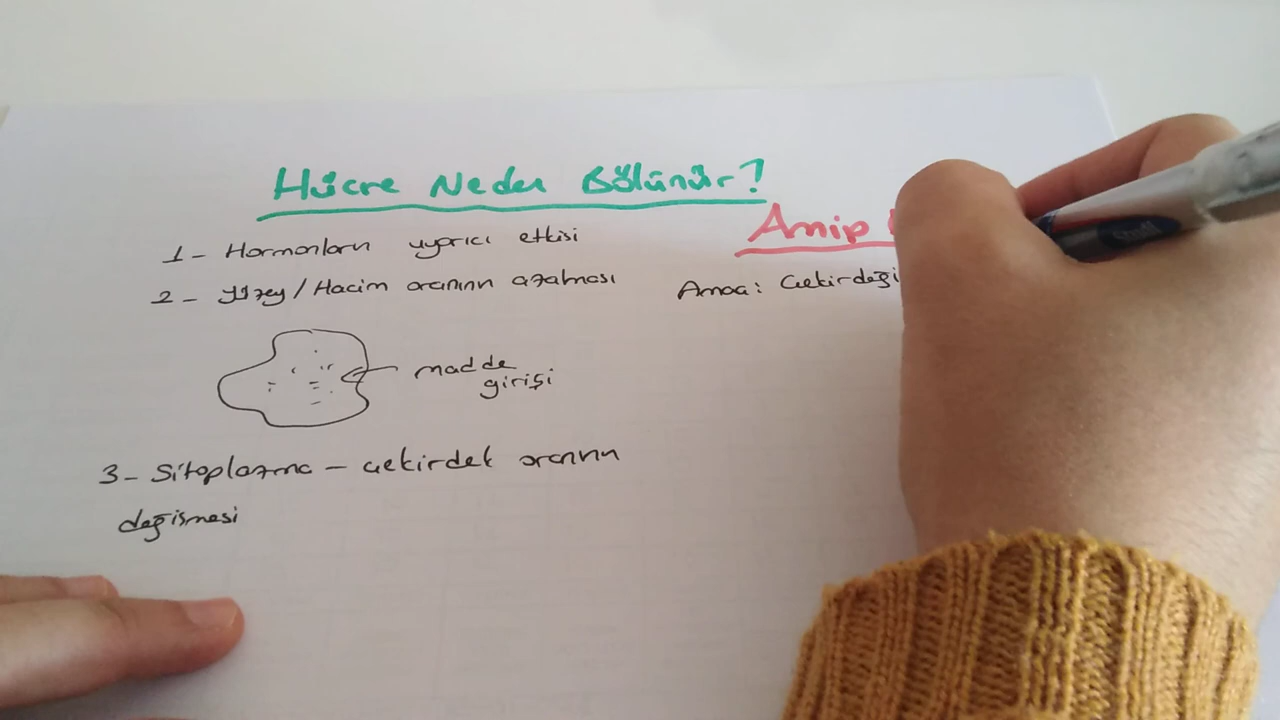 Hücre Neden Bölünür?
1- Hormonların uyarıcı etkisi
2- Yüzey/Hacim oranının azalması
madde
girişi
3- Sitoplazma - çekirdek oranının
değişmesi
Amip
Amaç: Çekirdeği